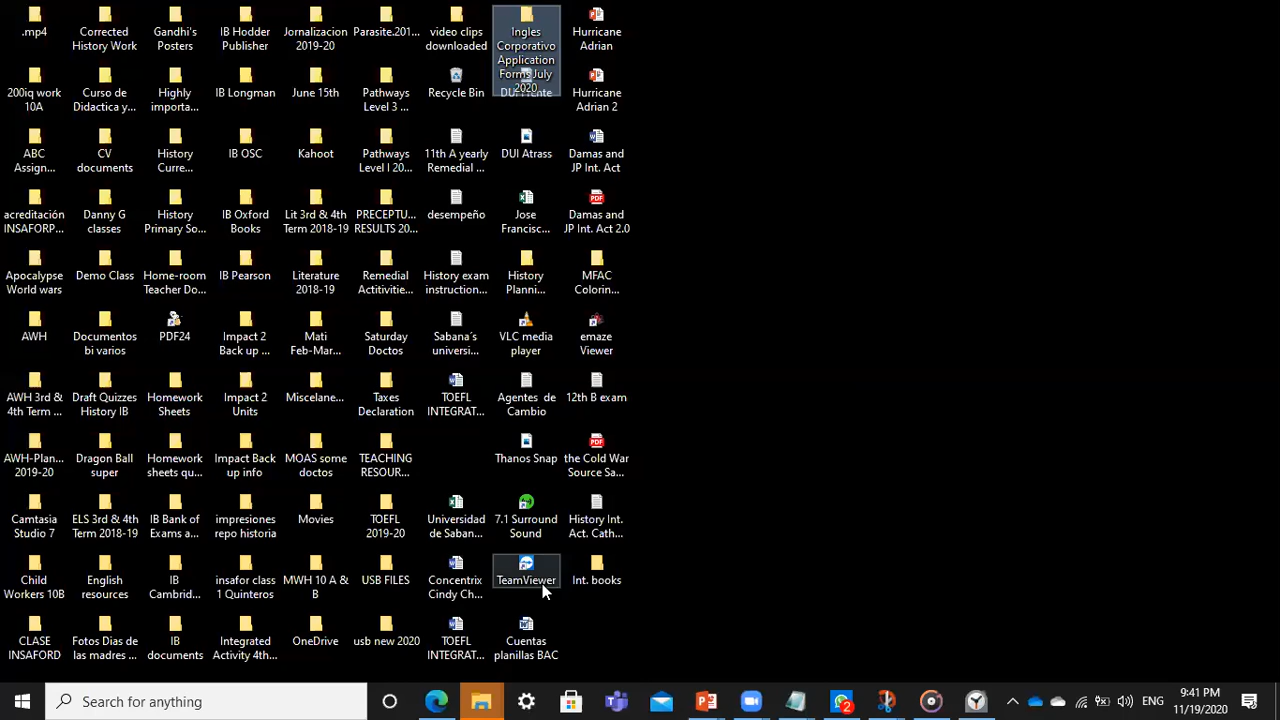 .mp4
Corrected
History Work
Gandhi's
Posters
IB Hodder
Publisher
Jornalizacion
2019-20
Parasite.201...
video clips
downloaded
Ingles
Corporativo
Application
Forms July
2020
Hurricane
Adrian
200iq work
10A
Curso de
Didactica y...
Highly
importa...
IB Longman
June 15th
Pathways
Level 3 ...
Recycle Bin
Hurricane
Adrian 2
ABC
Assign...
CV
documents
History
Curre...
IB OSC
Kahoot
Pathways
Level I 20...
11th A yearly
Remedial ...
DUI Atrass
Damas and
JP Int. Act
acreditación
INSAFORP...
Danny G
classes
History
Primary So...
IB Oxford
Books
Lit 3rd & 4th
Term 2018-19
PRECEPTU...
RESULTS 20...
desempeño
Jose
Francisc...
Damas and
JP Int. Act 2.0
Apocalypse
World wars
Demo Class
Home-room
Teacher Do...
IB Pearson
Literature
2018-19
Remedial
Actitivitie...
History exam
instruction...
History
Planni...
MFAC
Colorin...
AWH
Documentos
bi varios
PDF24
Impact 2
Back up ...
Mati
Feb-Mar...
Saturday
Doctos
Sabana´s
universi...
VLC media
player
emaze
Viewer
AWH 3rd &
4th Term ...
Draft Quizzes
History IB
Homework
Sheets
Impact 2
Units
Miscelane...
Taxes
Declaration
TOEFL
INTEGRAT...
Agentes de
Cambio
12th B exam
AWH-Plan...
2019-20
Dragon Ball
super
Homework
sheets qu...
Impact Back
up info
MOAS some
doctos
TEACHING
RESOUR...
Thanos Snap
the Cold War
Source Sa...
Camtasia
Studio 7
ELS 3rd & 4th
Term 2018-19
IB Bank of
Exams a...
impresiones
repo historia
Movies
TOEFL
2019-20
Universidad
de Saban...
7.1 Surround
Sound
History Int.
Act. Cath...
Child
Workers 10B
English
resources
IB
Cambrid...
insafor class
1 Quinteros
MWH 10 A &
B
USB FILES
Concentrix
Cindy Ch...
TeamViewer
Int. books
CLASE
INSAFORD
Fotos Dias de
las madres ...
IB
documents
Integrated
Activity 4th...
OneDrive
usb new 2020
TOEFL
INTEGRAT...
Cuentas
planillas BAC
Search for anything
2
ENG
9:41 PM
11/19/2020